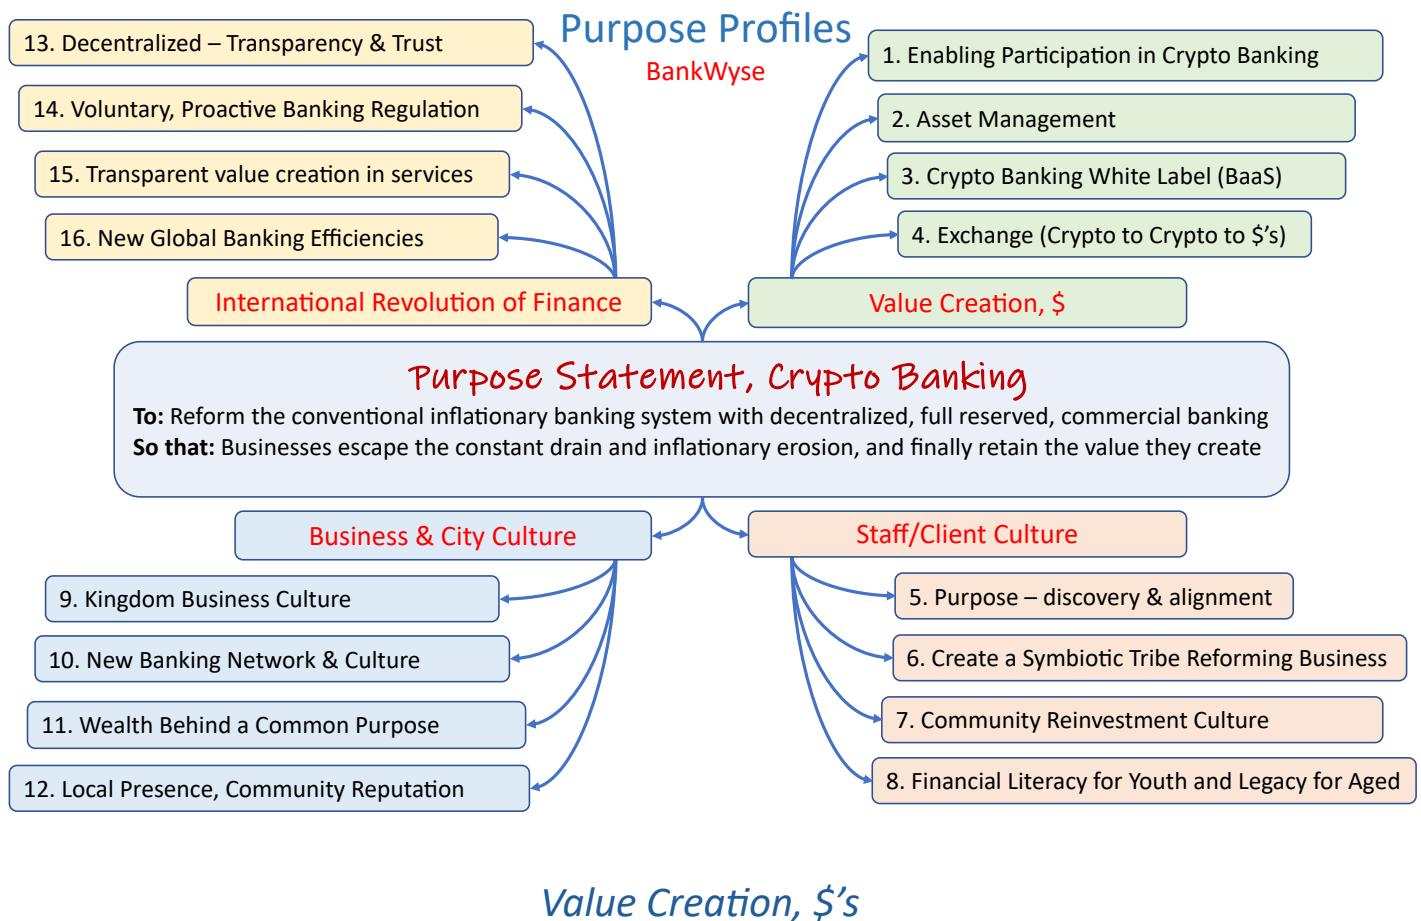 Purpose Profiles
BankWyse
13. Decentralized – Transparency & Trust
14. Voluntary, Proactive Banking Regulation
15. Transparent value creation in services
16. New Global Banking Efficiencies
International Revolution of Finance
1. Enabling Participation in Crypto Banking
2. Asset Management
3. Crypto Banking White Label (BaaS)
4. Exchange (Crypto to Crypto to $’s)
Value Creation, $
Purpose Statement, Crypto Banking
To: Reform the conventional inflationary banking system with decentralized, full reserved, commercial banking
So that: Businesses escape the constant drain and inflationary erosion, and finally retain the value they create
Business & City Culture
9. Kingdom Business Culture
10. New Banking Network & Culture
11. Wealth Behind a Common Purpose
12. Local Presence, Community Reputation
Staff/Client Culture
5. Purpose – discovery & alignment
6. Create a Symbiotic Tribe Reforming Business
7. Community Reinvestment Culture
8. Financial Literacy for Youth and Legacy for Aged
Value Creation, $’s